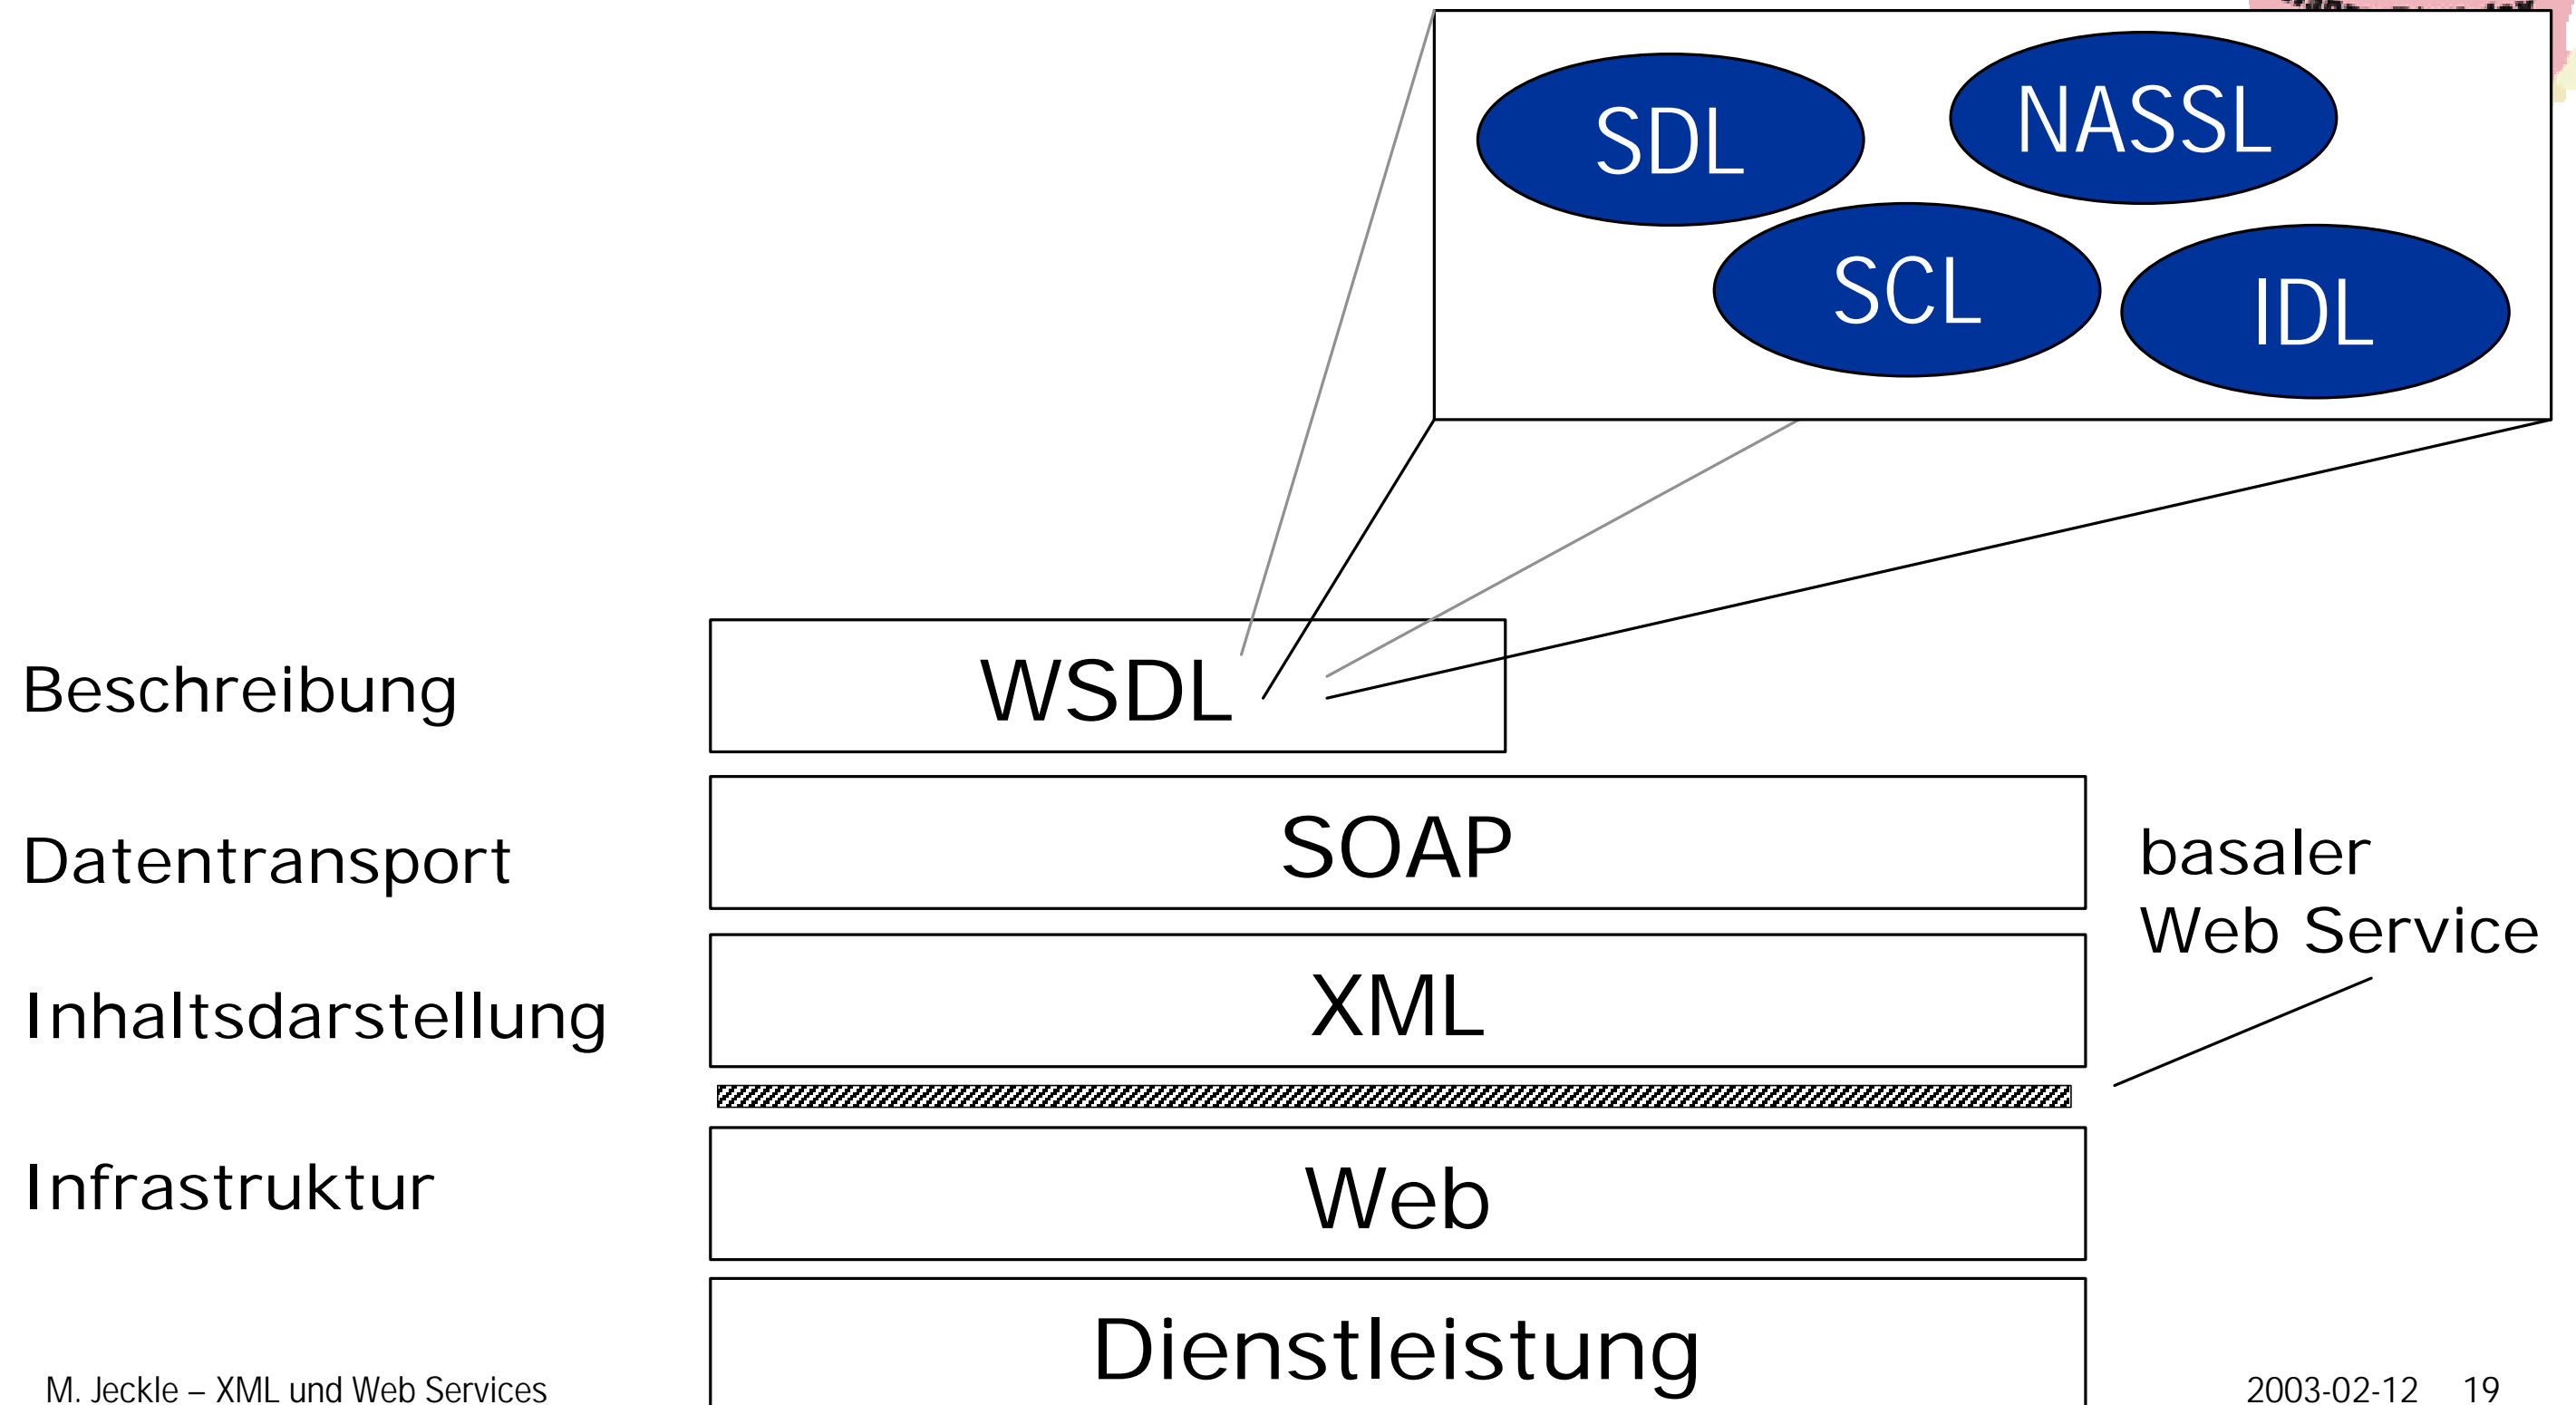 SDL
NASSL
SCL
IDL
Beschreibung
WSDL
Datentransport
SOAP
basaler
Web Service
Inhaltsdarstellung
XML
Infrastruktur
Web
Dienstleistung
M. Jeckle – XML und Web Services
2003-02-12 19